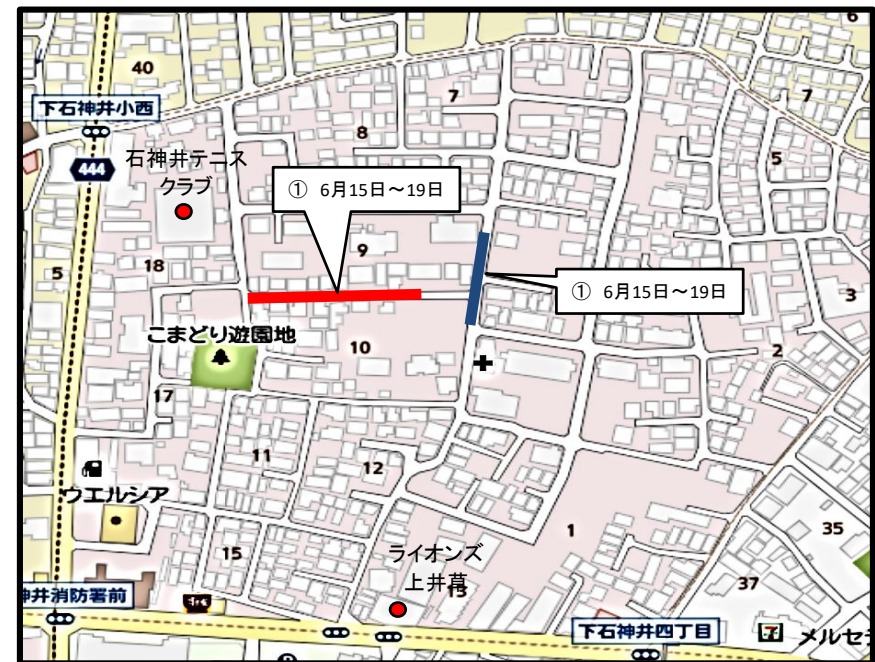 6
40
7
7
下石神井小西
8
5
444
石神井テニス
クラブ
① 6月15日～19日
9
18
5
① 6月15日～19日
3
こまどり遊園地
10
2
17
11
12
ウエルシア
1
35
15
ライオンズ
上井草
37
13
井消防署前
下石神井四丁目
7
メルセデ